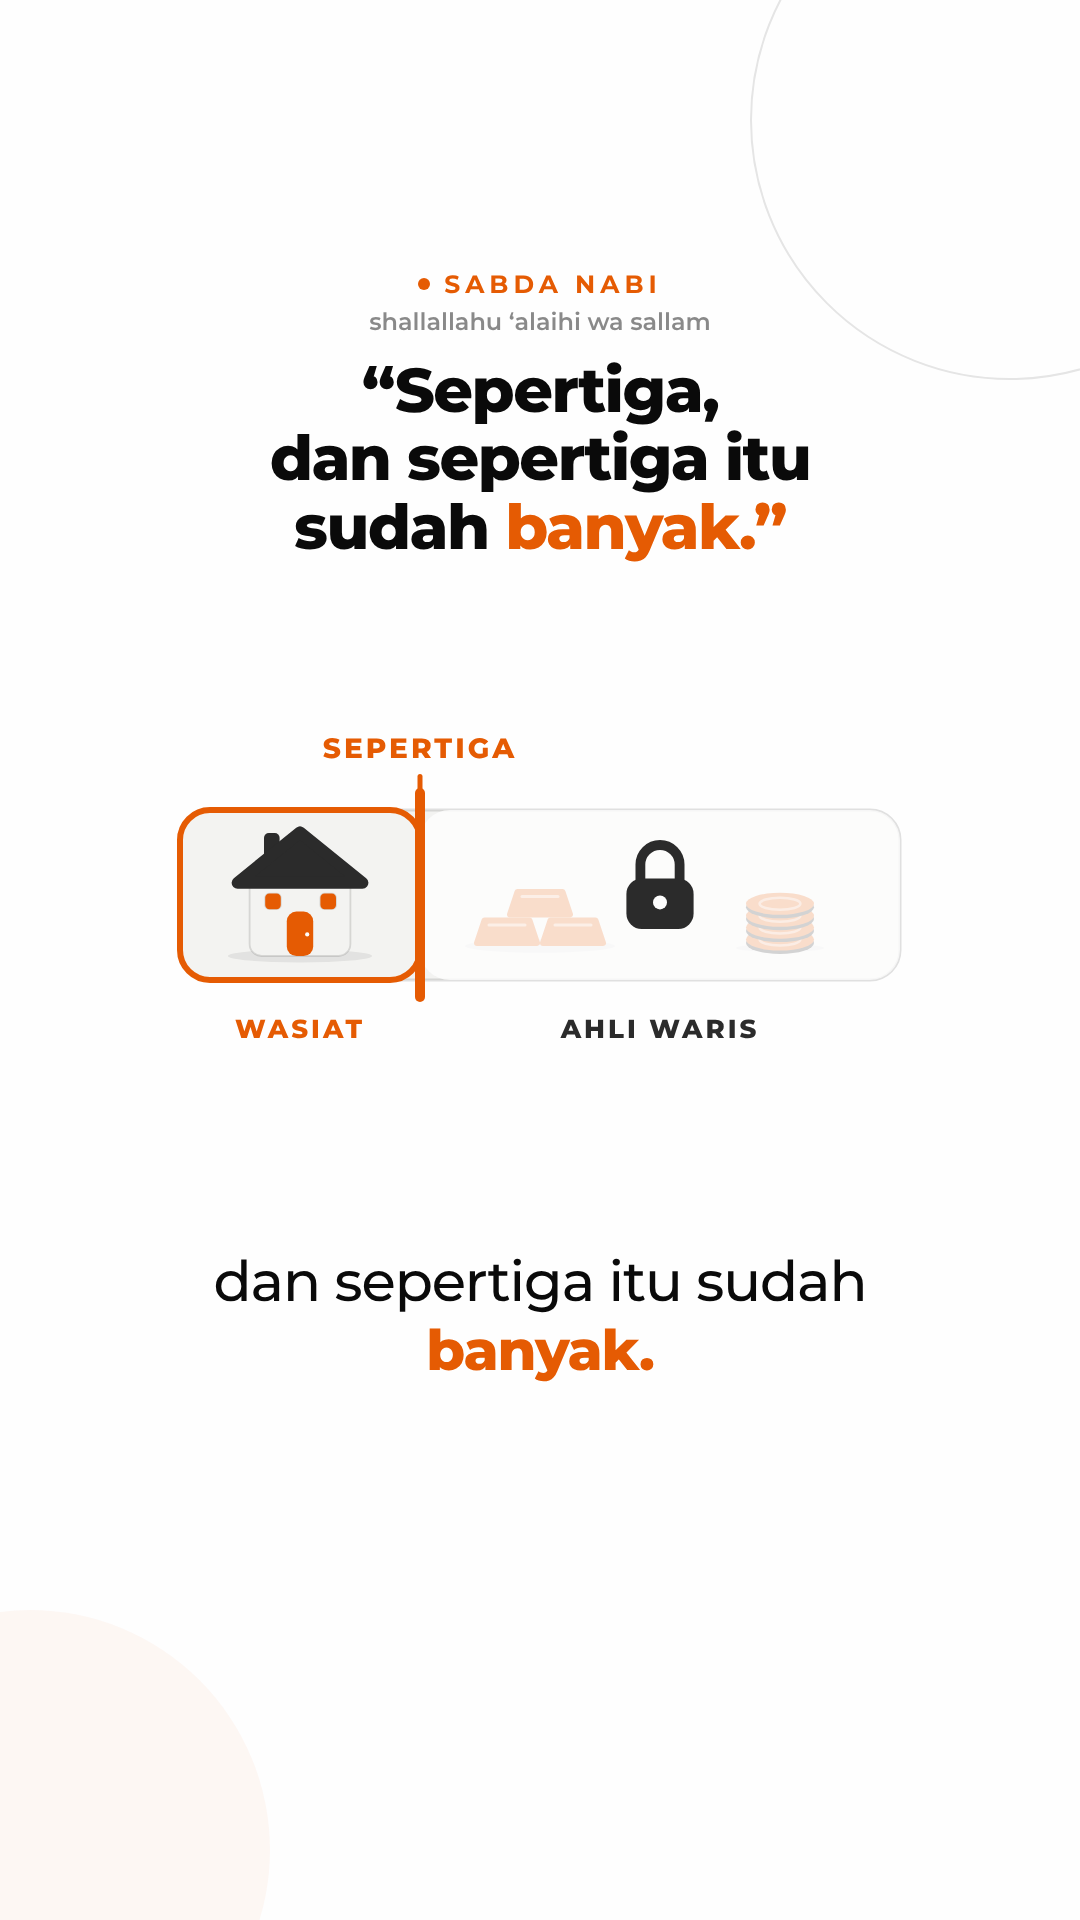 SABDA NABI
shallallahu ‘alaihi wa sallam
“Sepertiga,
dan sepertiga itu
sudah banyak.”
SEPERTIGA
WASIAT
AHLI WARIS
dan sepertiga itu sudah
banyak.